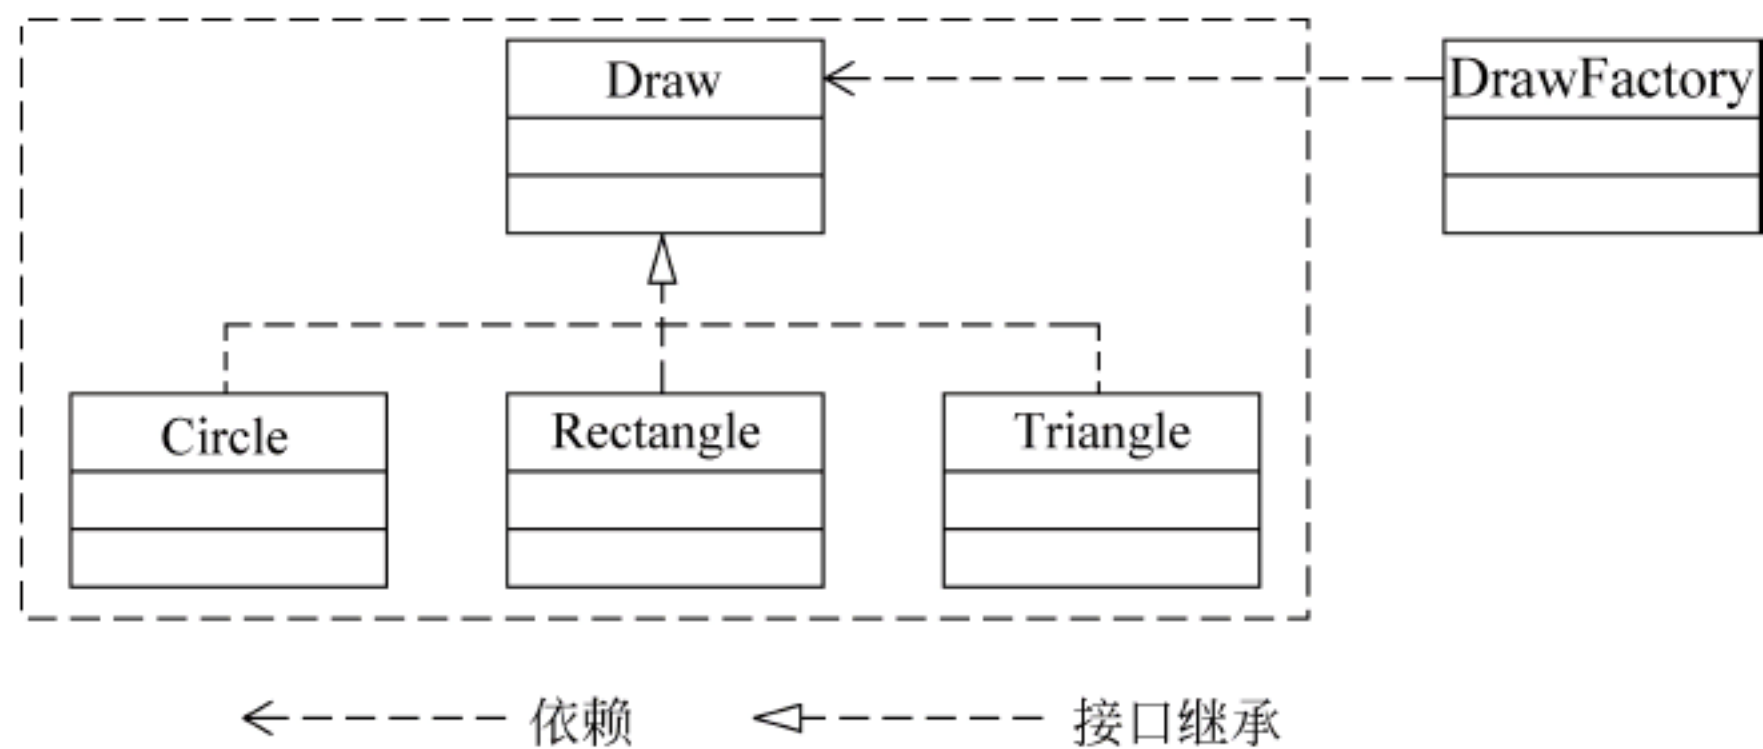 Draw
DrawFactory
Circle
Rectangle
Triangle
依赖
接口继承